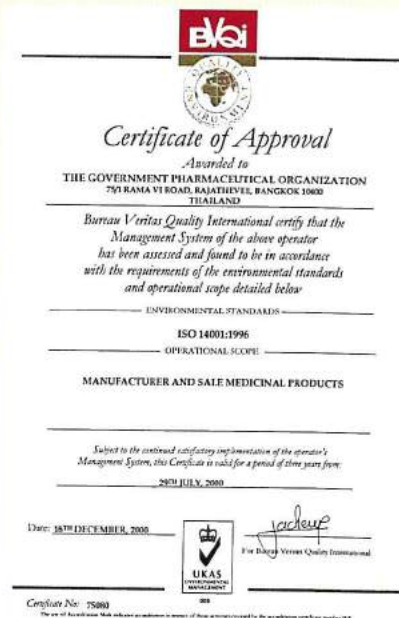 BVQi
QUALITY
ENVIRONMENT
Certificate of Approval
Awarded to
THE GOVERNMENT PHARMACEUTICAL ORGANIZATION
75/1 RAMA VI ROAD, RAJATHEVEE, BANGKOK 10400
THAILAND
Bureau Veritas Quality International certify that the
Management System of the above operator
has been assessed and found to be in accordance
with the requirements of the environmental standards
and operational scope detailed below
ENVIRONMENTAL STANDARDS
ISO 14001:1996
OPERATIONAL SCOPE
MANUFACTURER AND SALE MEDICINAL PRODUCTS
Subject to the continued satisfactory implementation of the operator's
Management System, this Certificate is valid for a period of three years from:
29TH JULY, 2000
Date: 18TH DECEMBER, 2000
For Bureau Veritas Quality International
UKAS
ENVIRONMENTAL
MANAGEMENT
008
Certificate No: 75080